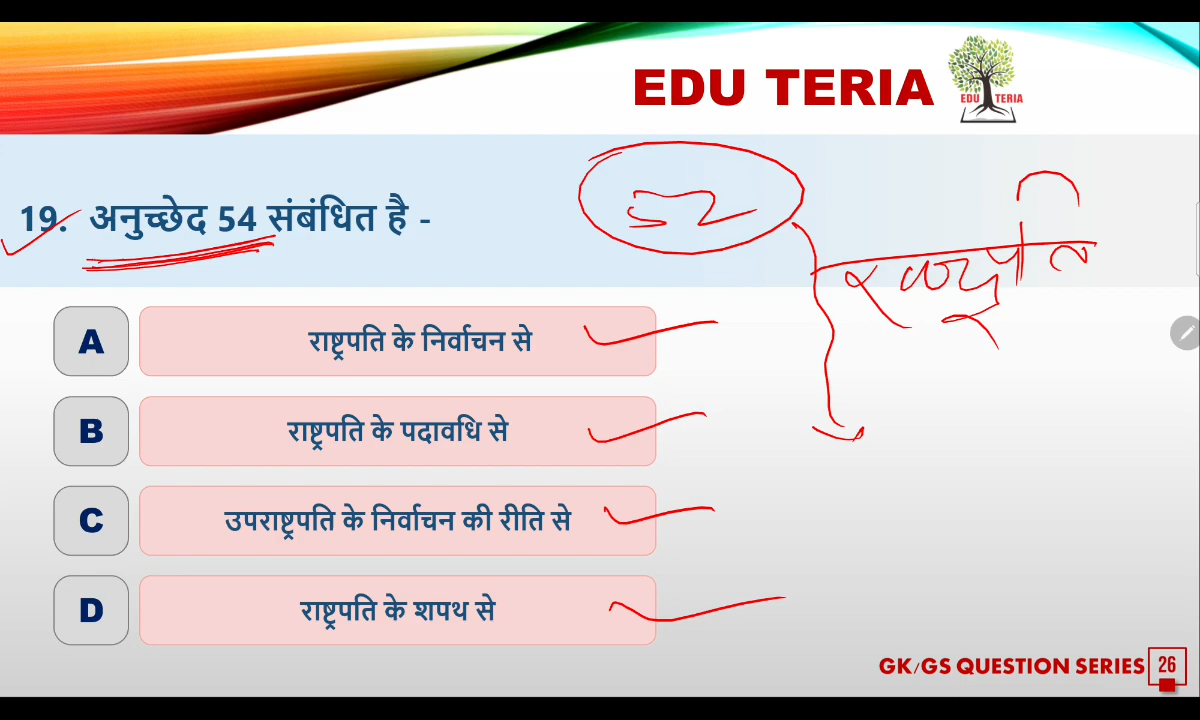 EDU TERIA
EDU TERIA
19. अनुच्छेद 54 संबंधित है -
52
A राष्ट्रपति के निर्वाचन से
B राष्ट्रपति के पदावधि से
C उपराष्ट्रपति के निर्वाचन की रीति से
D राष्ट्रपति के शपथ से
GK/GS QUESTION SERIES 26